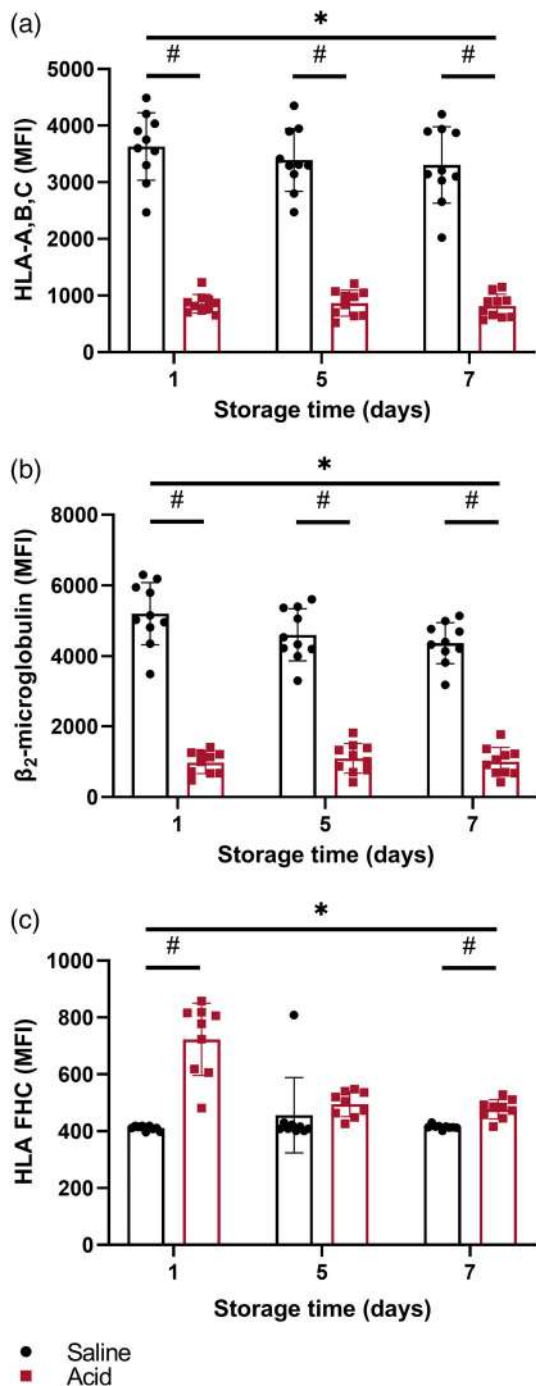 (a)
*
# # #
5000
4000
3000
2000
1000
0
HLA-A,B,C (MFI)
1 5 7
Storage time (days)
(b)
*
# # #
8000
6000
4000
2000
0
β₂-microglobulin (MFI)
1 5 7
Storage time (days)
(c)
*
# #
1000
800
600
400
200
0
HLA FHC (MFI)
1 5 7
Storage time (days)
Saline
Acid